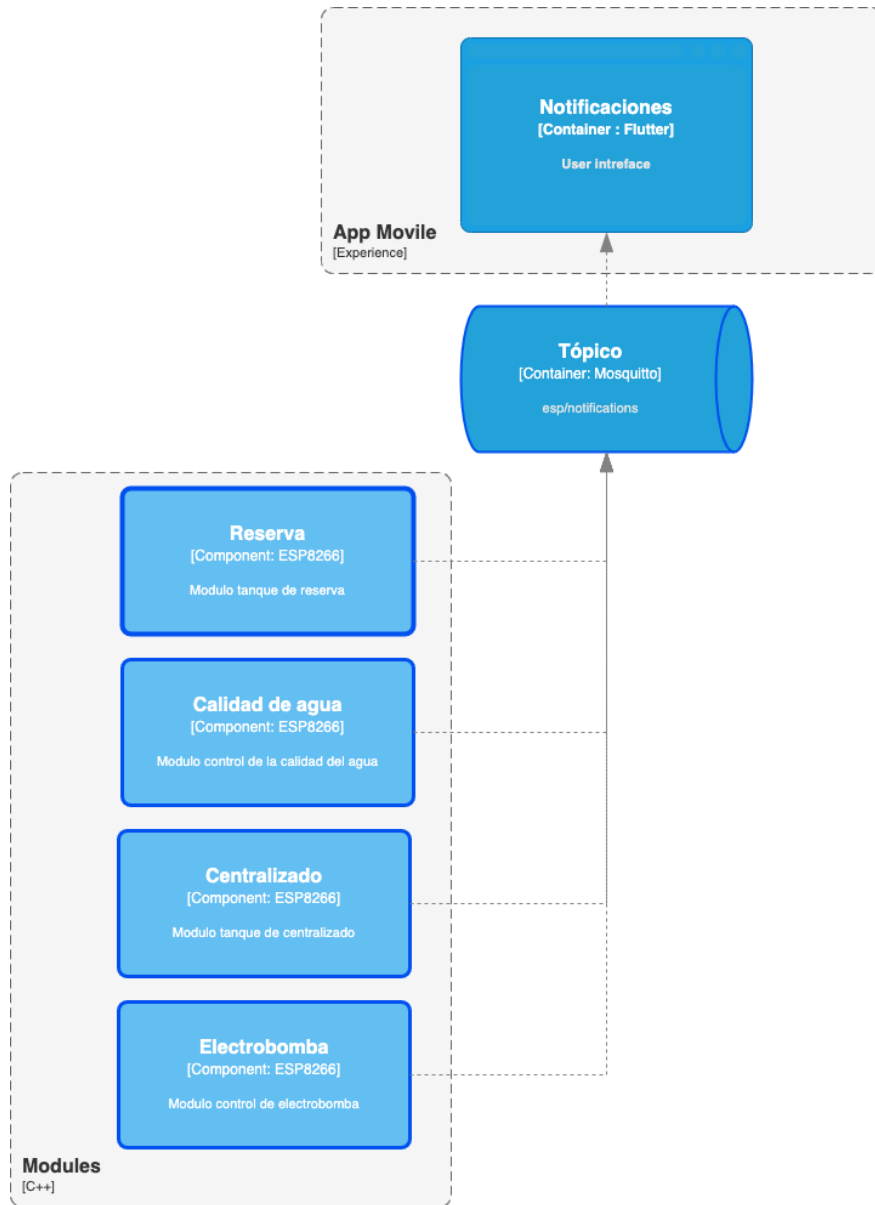 Notificaciones
[Container : Flutter]
User intreface
App Movile
[Experience]
Tópico
[Container: Mosquitto]
esp/notifications
Reserva
[Component: ESP8266]
Modulo tanque de reserva
Calidad de agua
[Component: ESP8266]
Modulo control de la calidad del agua
Centralizado
[Component: ESP8266]
Modulo tanque de centralizado
Electrobomba
[Component: ESP8266]
Modulo control de electrobomba
Modules
[C++]